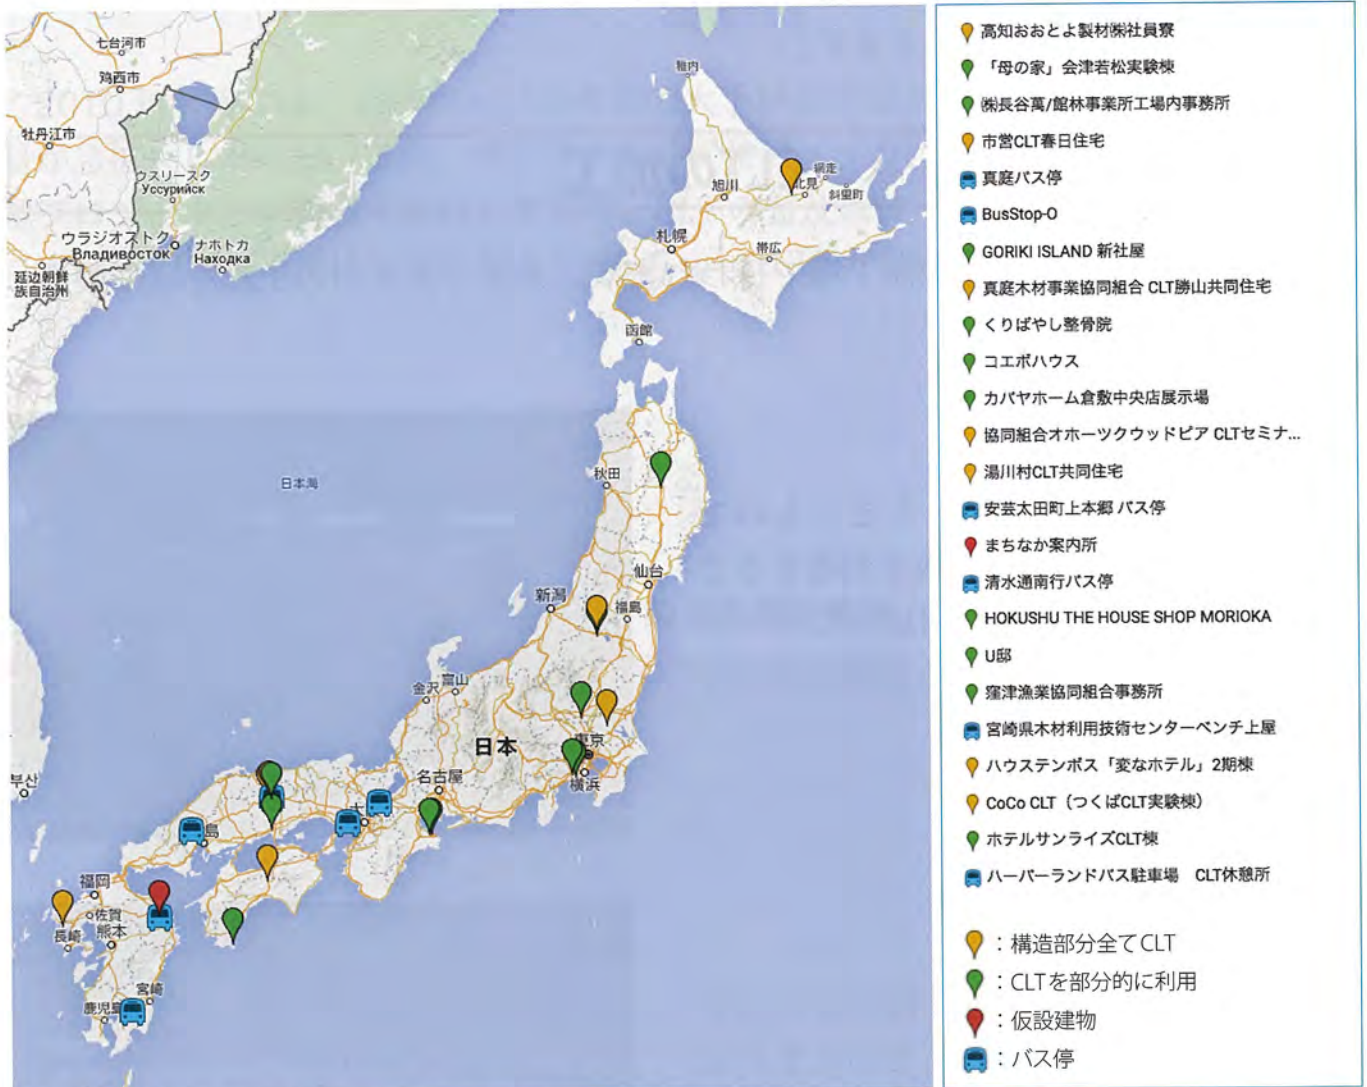 七台河市
鸡西市
牡丹江市
ウスリースク
Уссурийск
ウラジオストク
Владивосток
ナホトカ
Находка
延边朝鲜
族自治州
稚内
網走
北見
斜里町
旭川
札幌
帯広
函館
日本海
秋田
仙台
新潟
福島
富山
金沢
日本
東京
横浜
名古屋
大
島
부산
福岡
佐賀
長崎
熊本
宮崎
鹿児島
高知おおとよ製材㈱社員寮
「母の家」会津若松実験棟
㈱長谷萬/館林事業所工場内事務所
市営CLT春日住宅
真庭バス停
BusStop-O
GORIKI ISLAND 新社屋
真庭木材事業協同組合 CLT勝山共同住宅
くりばやし整骨院
コエボハウス
カバヤホーム倉敷中央店展示場
協同組合オホーツクウッドピア CLTセミナ...
湯川村CLT共同住宅
安芸太田町上本郷 バス停
まちなか案内所
清水通南行バス停
HOKUSHU THE HOUSE SHOP MORIOKA
U邸
窪津漁業協同組合事務所
宮崎県木材利用技術センターベンチ上屋
ハウステンボス「変なホテル」2期棟
CoCo CLT（つくばCLT実験棟）
ホテルサンライズCLT棟
ハーバーランドバス駐車場　CLT休憩所
：構造部分全てCLT
：CLTを部分的に利用
：仮設建物
：バス停